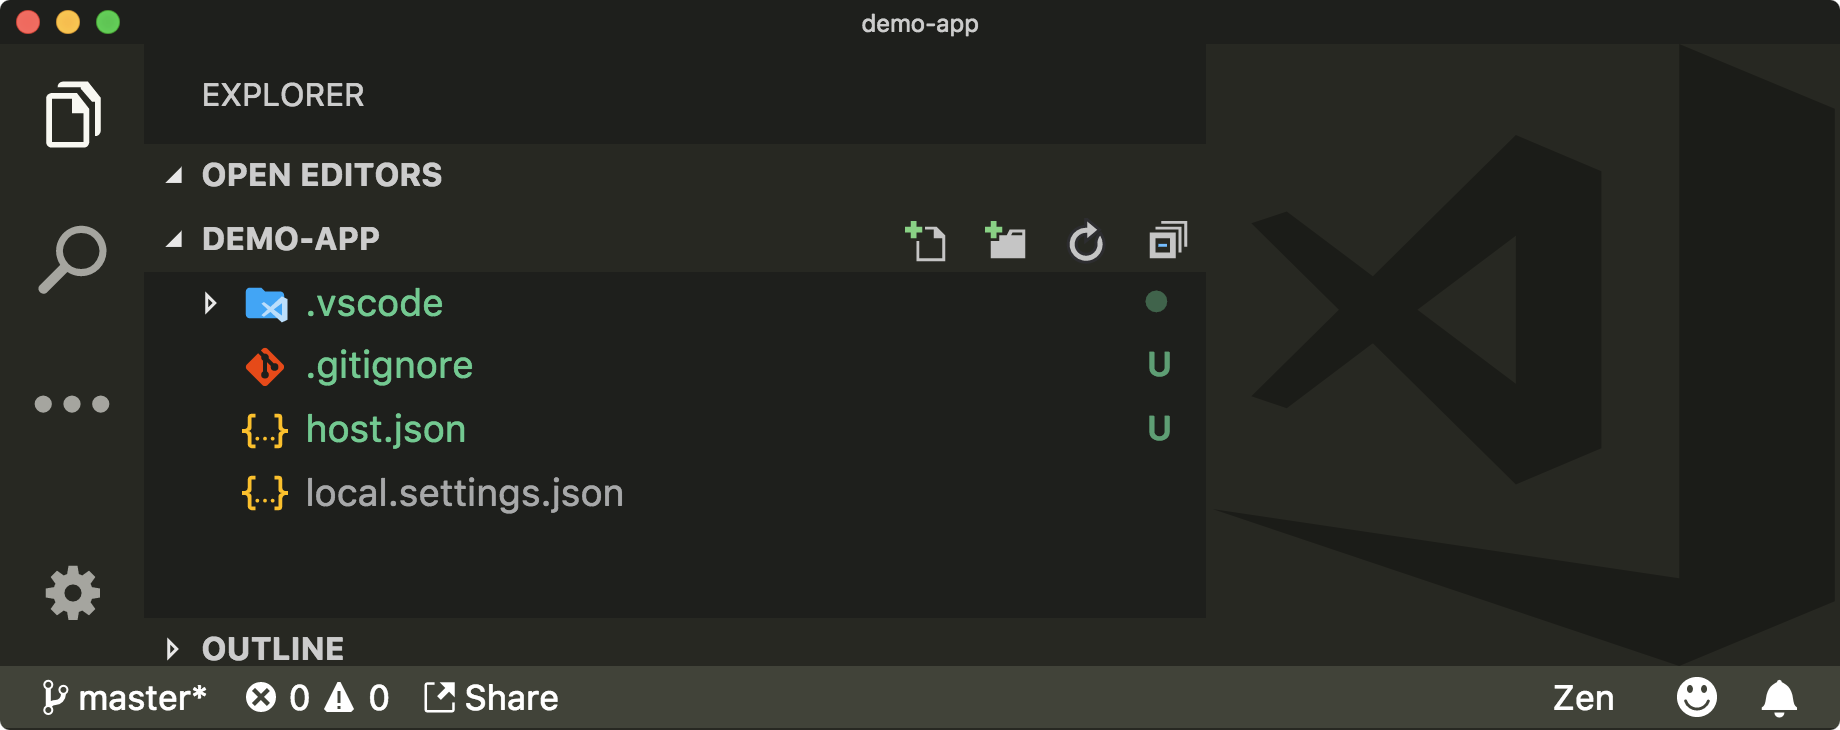 demo-app
EXPLORER
OPEN EDITORS
DEMO-APP
.vscode
.gitignore U
host.json U
local.settings.json
OUTLINE
master* 0 0 Share Zen